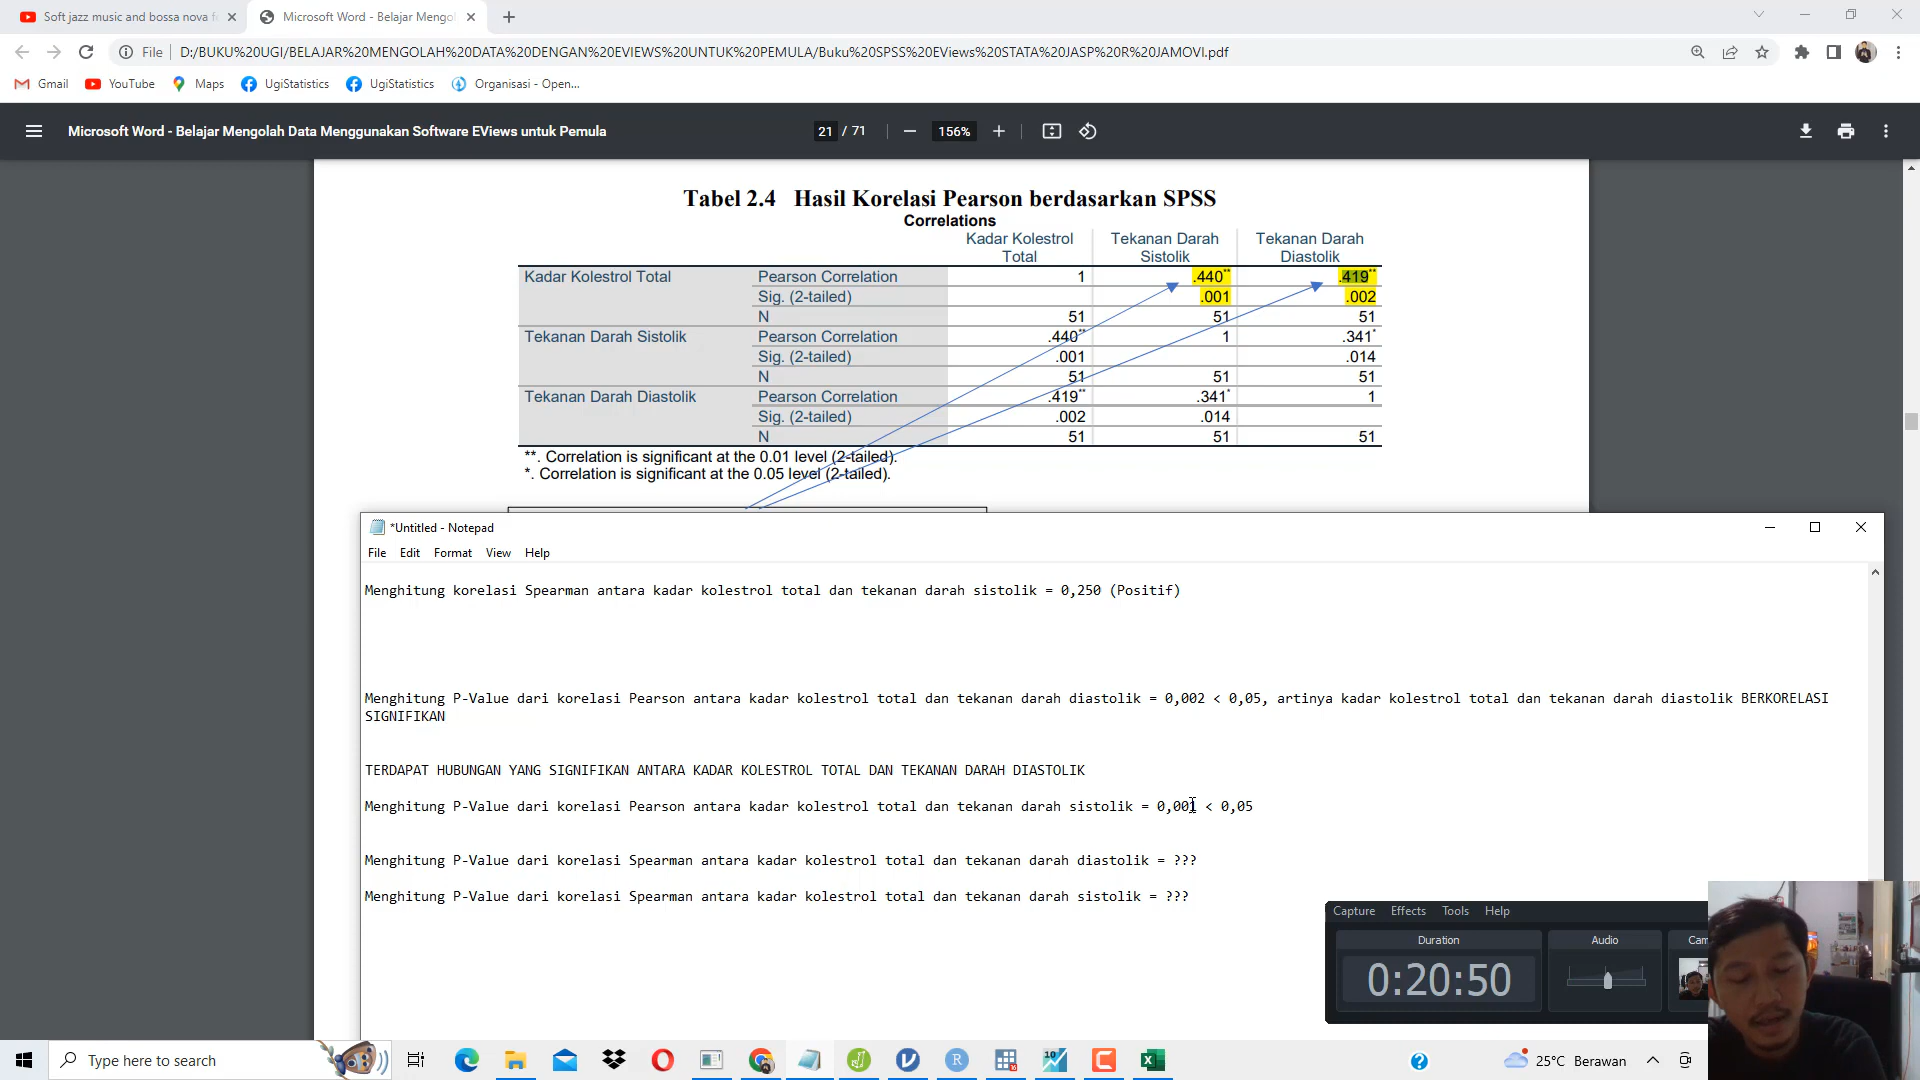 Soft jazz music and bossa nova f
Microsoft Word - Belajar Mengol
File
D:/BUKU%20UGI/BELAJAR%20MENGOLAH%20DATA%20DENGAN%20EVIEWS%20UNTUK%20PEMULA/Buku%20SPSS%20EViews%20STATA%20JASP%20R%20JAMOVI.pdf
Gmail YouTube Maps UgiStatistics UgiStatistics Organisasi - Open...
Microsoft Word - Belajar Mengolah Data Menggunakan Software EViews untuk Pemula
21 / 71 156%
Tabel 2.4 Hasil Korelasi Pearson berdasarkan SPSS
Correlations
Kadar Kolestrol Total Tekanan Darah Sistolik Tekanan Darah Diastolik
Kadar Kolestrol Total Pearson Correlation 1 .440** .419**
Sig. (2-tailed) .001 .002
N 51 51 51
Tekanan Darah Sistolik Pearson Correlation .440** 1 .341*
Sig. (2-tailed) .001 .014
N 51 51 51
Tekanan Darah Diastolik Pearson Correlation .419** .341* 1
Sig. (2-tailed) .002 .014
N 51 51 51
**. Correlation is significant at the 0.01 level (2-tailed).
*. Correlation is significant at the 0.05 level (2-tailed).
*Untitled - Notepad
File Edit Format View Help
Menghitung korelasi Spearman antara kadar kolestrol total dan tekanan darah sistolik = 0,250 (Positif)
Menghitung P-Value dari korelasi Pearson antara kadar kolestrol total dan tekanan darah diastolik = 0,002 < 0,05, artinya kadar kolestrol total dan tekanan darah diastolik BERKORELASI
SIGNIFIKAN
TERDAPAT HUBUNGAN YANG SIGNIFIKAN ANTARA KADAR KOLESTROL TOTAL DAN TEKANAN DARAH DIASTOLIK
Menghitung P-Value dari korelasi Pearson antara kadar kolestrol total dan tekanan darah sistolik = 0,001 < 0,05
Menghitung P-Value dari korelasi Spearman antara kadar kolestrol total dan tekanan darah diastolik = ???
Menghitung P-Value dari korelasi Spearman antara kadar kolestrol total dan tekanan darah sistolik = ???
Capture Effects Tools Help
Duration Audio Cam
0:20:50
Type here to search
25°C Berawan